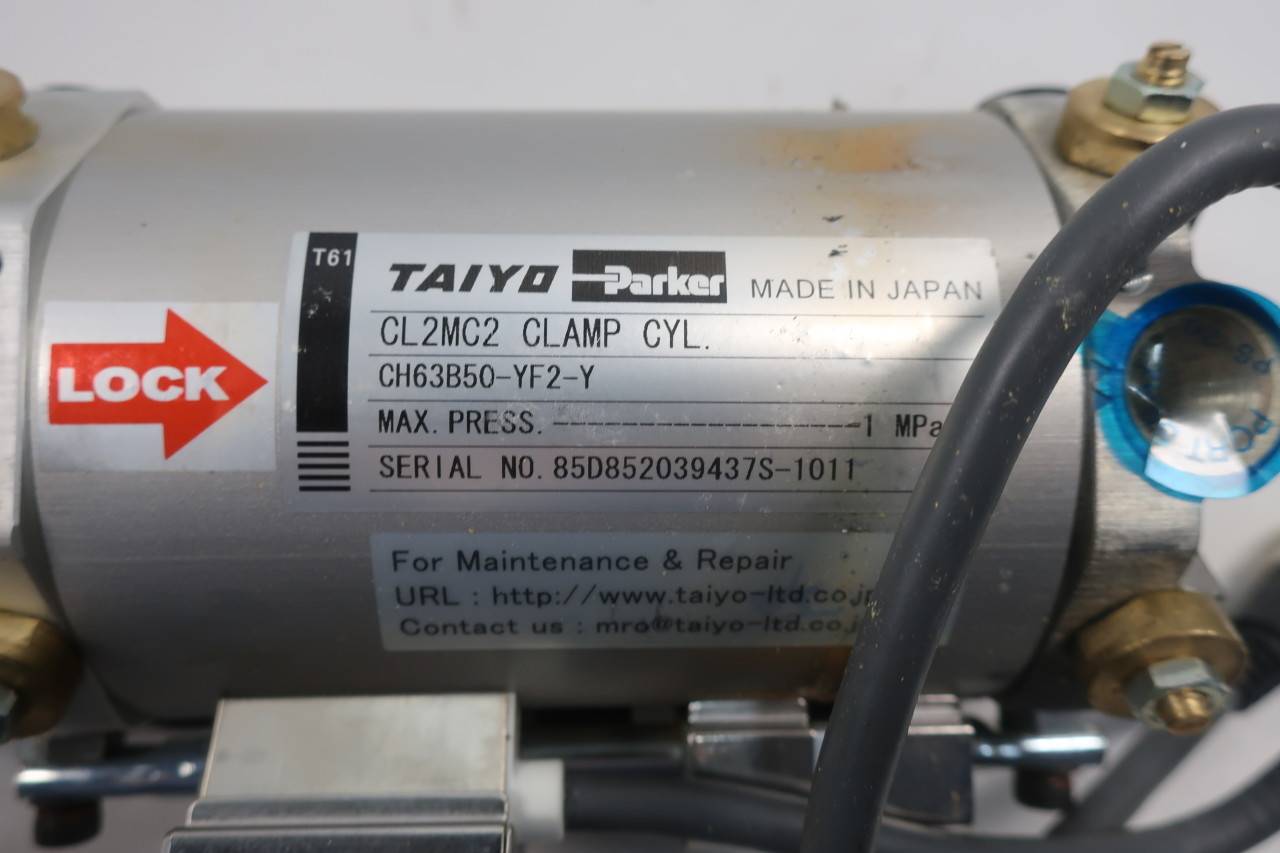 T61
TAIYO Parker MADE IN JAPAN
CL2MC2 CLAMP CYL.
CH63B50-YF2-Y
MAX. PRESS. -------------------1 MPa
SERIAL NO. 85D852039437S-1011
LOCK
For Maintenance & Repair
URL : http://www.taiyo-ltd.co.jp
Contact us : mro@taiyo-ltd.co.j
PORT